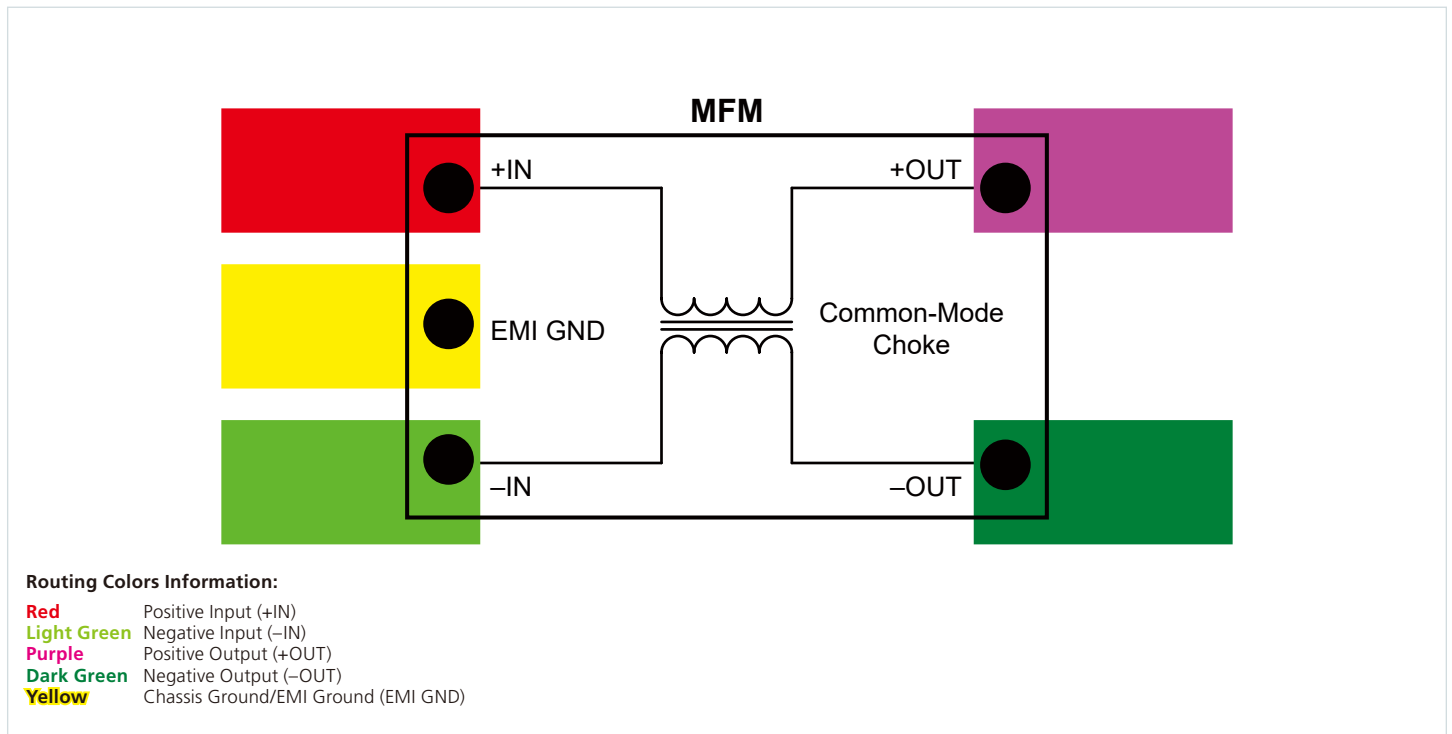 MFM
+IN
+OUT
EMI GND
Common-Mode
Choke
–IN
–OUT
Routing Colors Information:
Red Positive Input (+IN)
Light Green Negative Input (–IN)
Purple Positive Output (+OUT)
Dark Green Negative Output (–OUT)
Yellow Chassis Ground/EMI Ground (EMI GND)